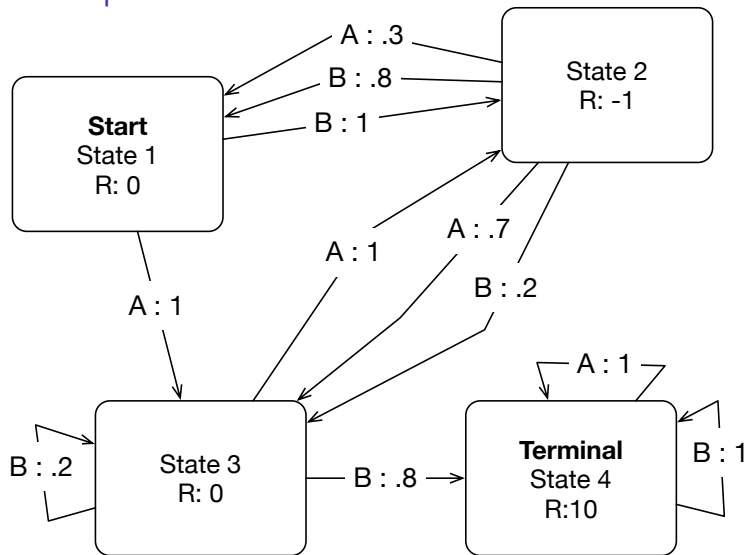 A : .3
State 2
R: -1
B : .8
Start
State 1
R: 0
B : 1
A : .7
A : 1
B : .2
A : 1
A : 1
State 3
R: 0
Terminal
State 4
R:10
B : .2
B : .8
B : 1